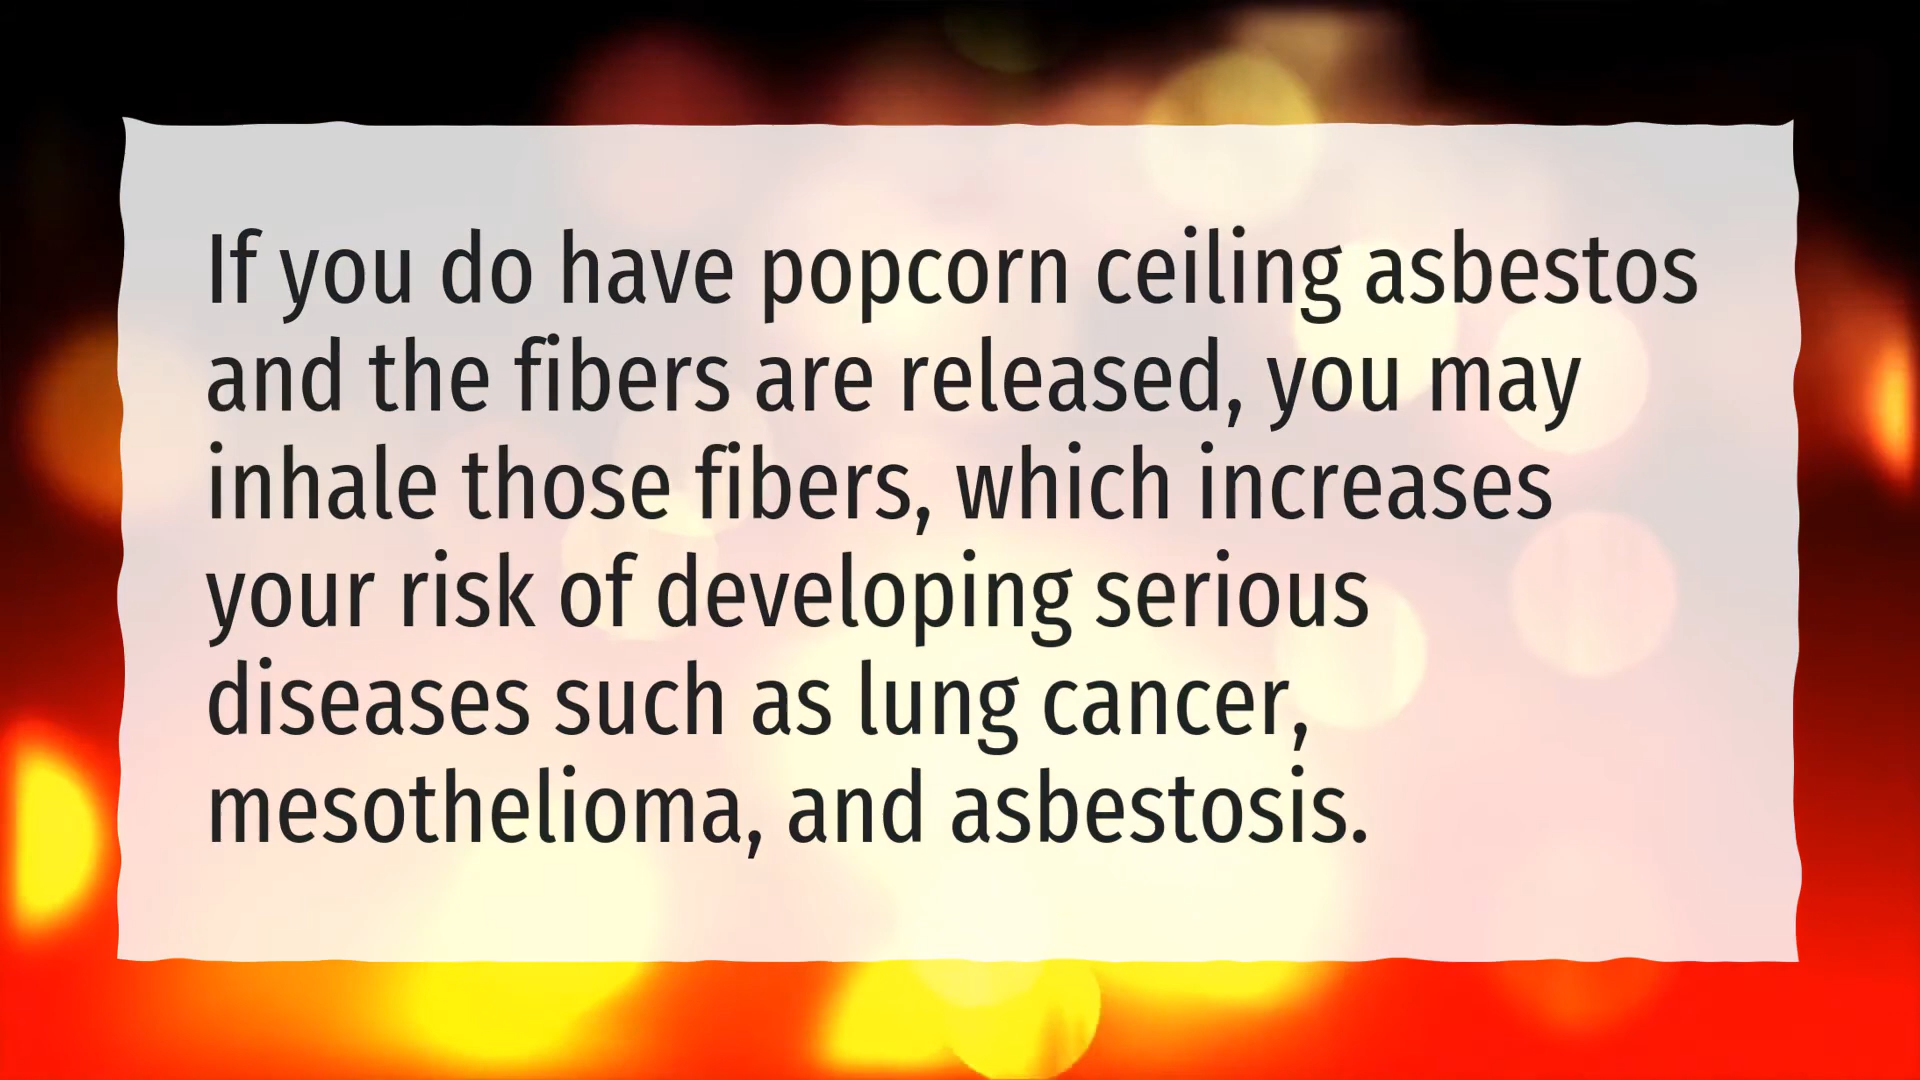 If you do have popcorn ceiling asbestos
and the fibers are released, you may
inhale those fibers, which increases
your risk of developing serious
diseases such as lung cancer,
mesothelioma, and asbestosis.